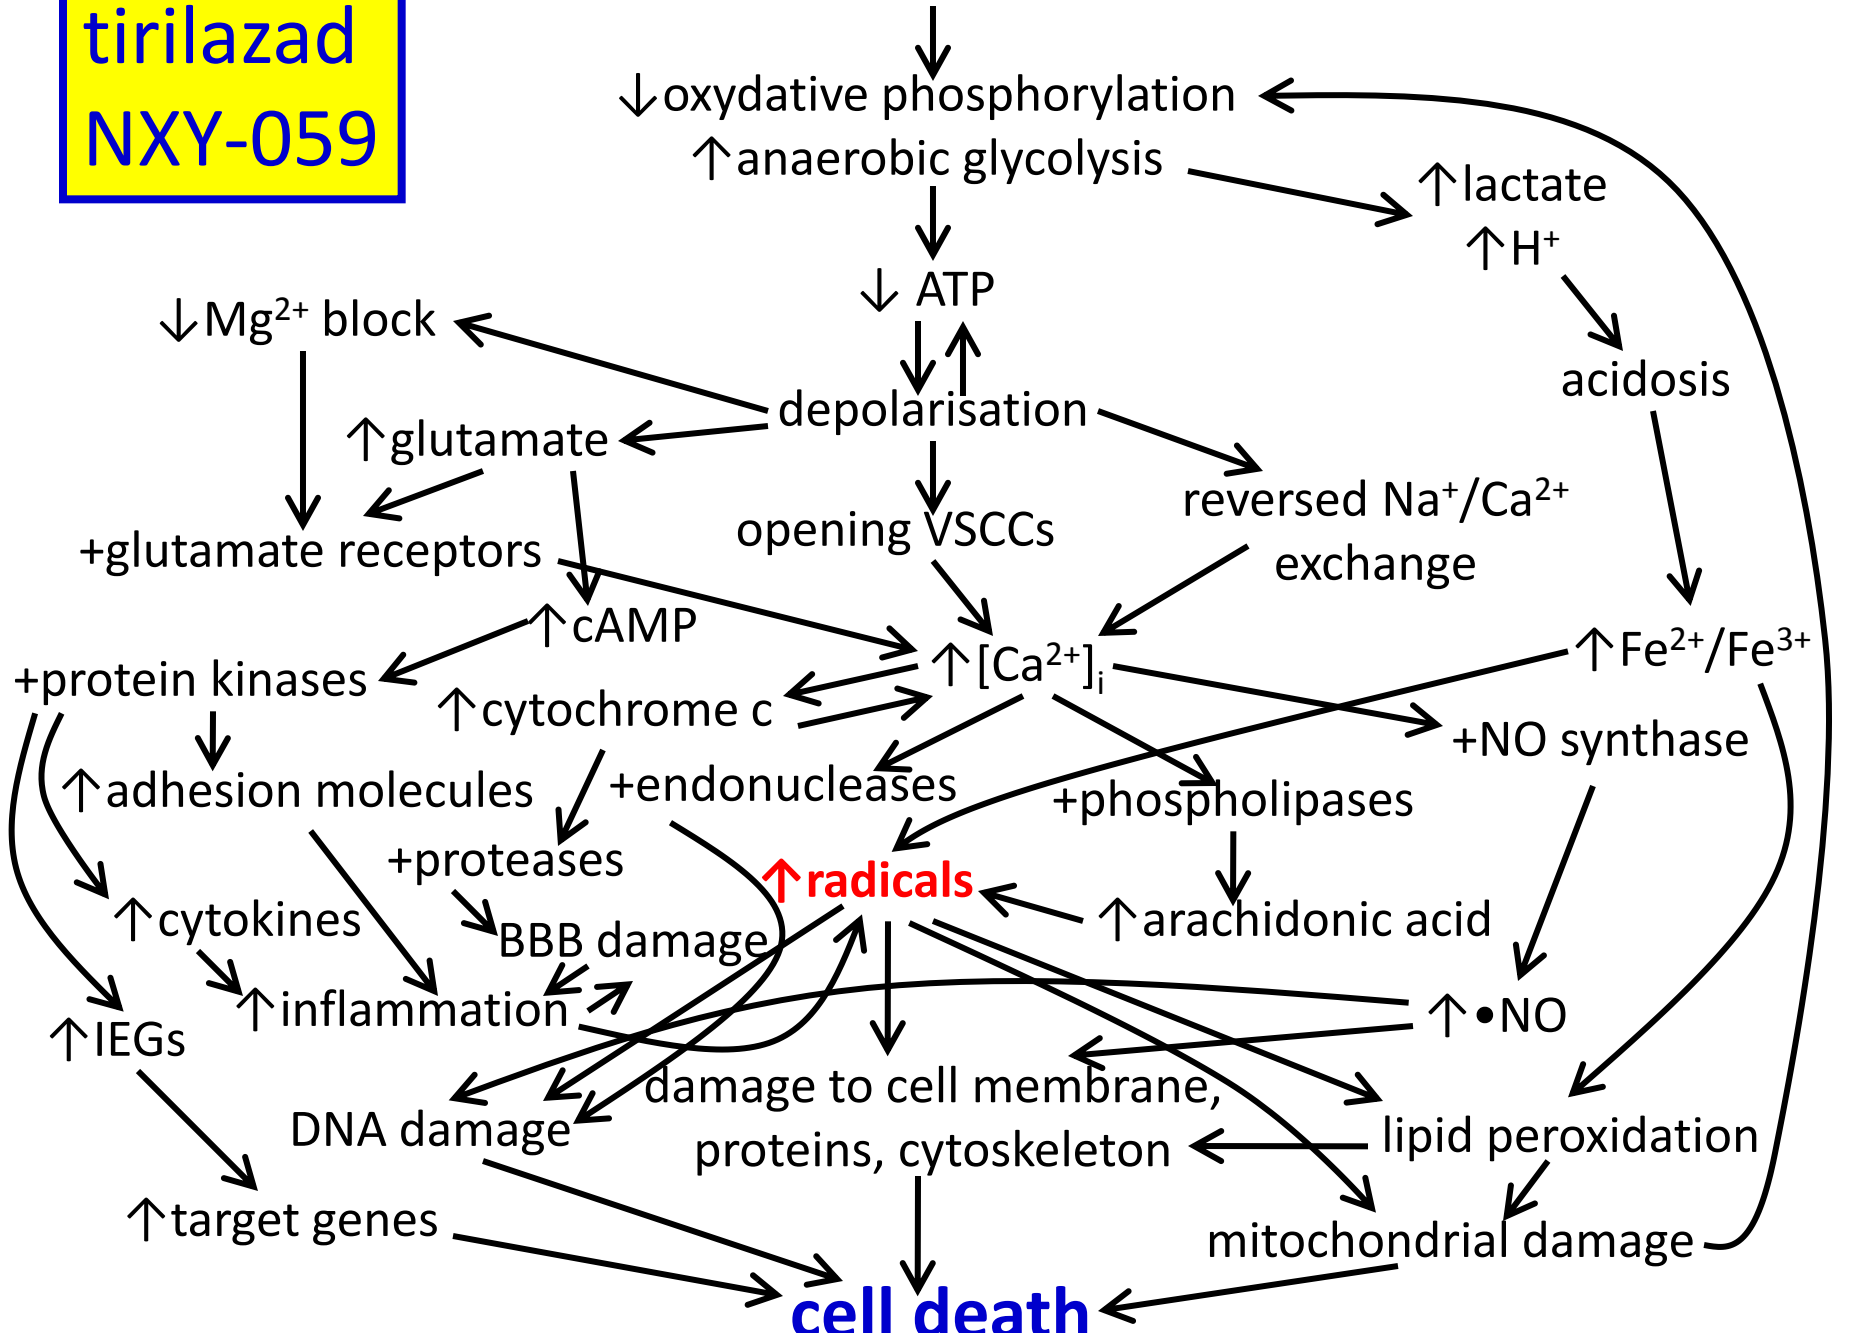 tirilazad
NXY-059
↓oxydative phosphorylation
↑anaerobic glycolysis
↑lactate
↑H⁺
↓ ATP
↓Mg²⁺ block
acidosis
depolarisation
↑glutamate
reversed Na⁺/Ca²⁺
exchange
opening VSCCs
+glutamate receptors
↑cAMP
↑Fe²⁺/Fe³⁺
↑[Ca²⁺]ᵢ
+protein kinases
↑cytochrome c
+NO synthase
↑adhesion molecules
+endonucleases
+phospholipases
+proteases
↑radicals
↑cytokines
↑arachidonic acid
BBB damage
↑inflammation
↑•NO
↑IEGs
damage to cell membrane,
proteins, cytoskeleton
DNA damage
lipid peroxidation
↑target genes
mitochondrial damage
cell death